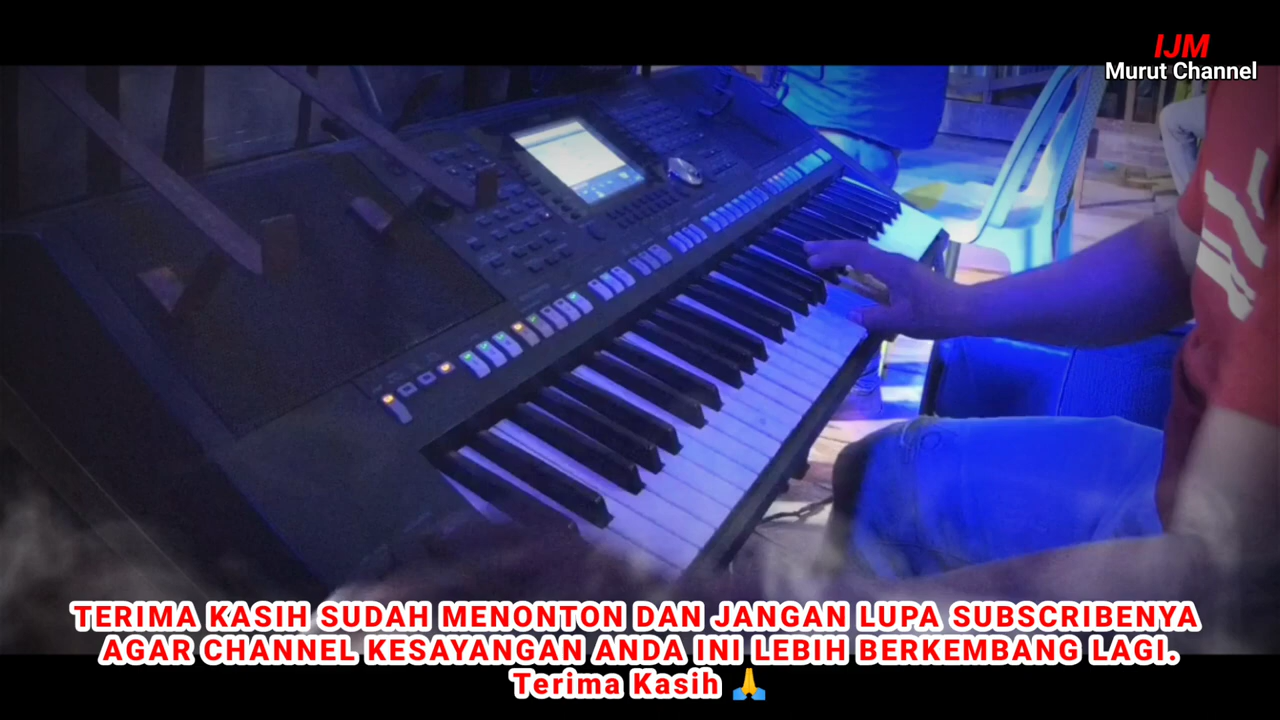 IJM
Murut Channel
TERIMA KASIH SUDAH MENONTON DAN JANGAN LUPA SUBSCRIBENYA
AGAR CHANNEL KESAYANGAN ANDA INI LEBIH BERKEMBANG LAGI.
Terima Kasih 🙏